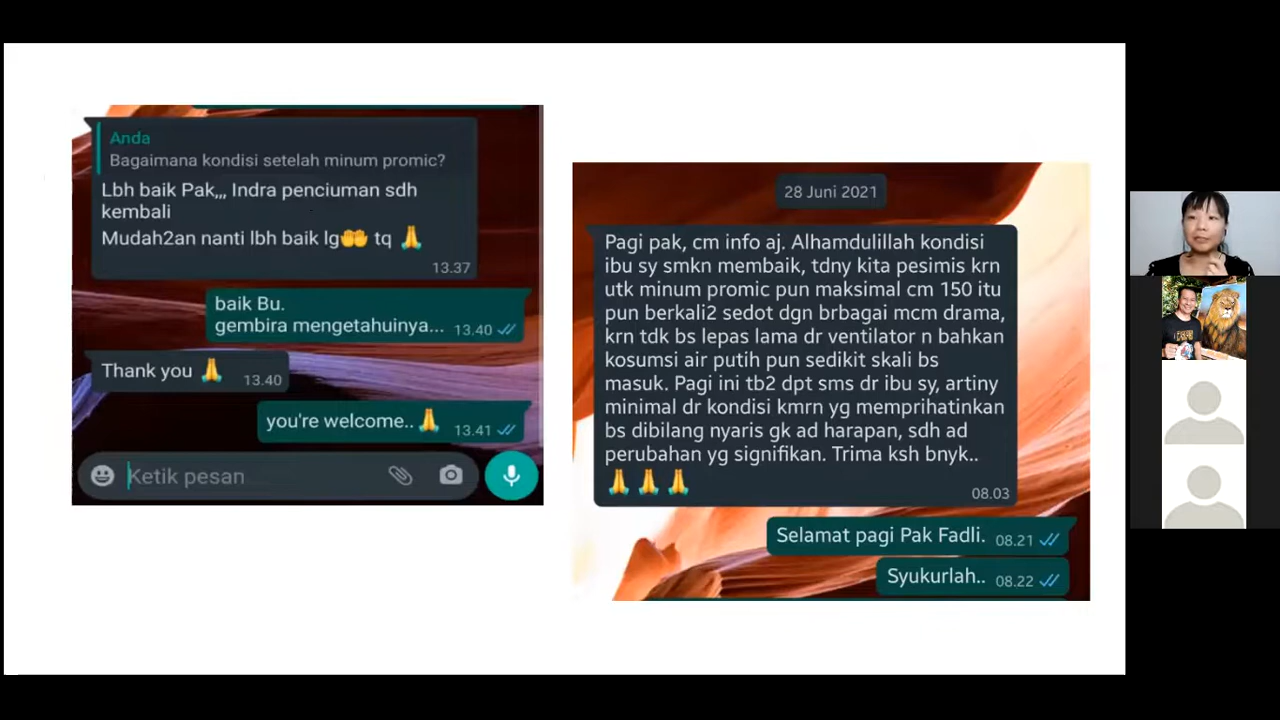 Anda
Bagaimana kondisi setelah minum promic?
Lbh baik Pak,,, Indra penciuman sdh
kembali
Mudah2an nanti lbh baik lg🤲 tq 🙏
13.37
baik Bu.
gembira mengetahuinya... 13.40
Thank you 🙏 13.40
you're welcome.. 🙏 13.41
Ketik pesan
28 Juni 2021
Pagi pak, cm info aj. Alhamdulillah kondisi
ibu sy smkn membaik, tdny kita pesimis krn
utk minum promic pun maksimal cm 150 itu
pun berkali2 sedot dgn brbagai mcm drama,
krn tdk bs lepas lama dr ventilator n bahkan
kosumsi air putih pun sedikit skali bs
masuk. Pagi ini tb2 dpt sms dr ibu sy, artiny
minimal dr kondisi kmrn yg memprihatinkan
bs dibilang nyaris gk ad harapan, sdh ad
perubahan yg signifikan. Trima ksh bnyk..
🙏 🙏 🙏
08.03
Selamat pagi Pak Fadli. 08.21
Syukurlah.. 08.22